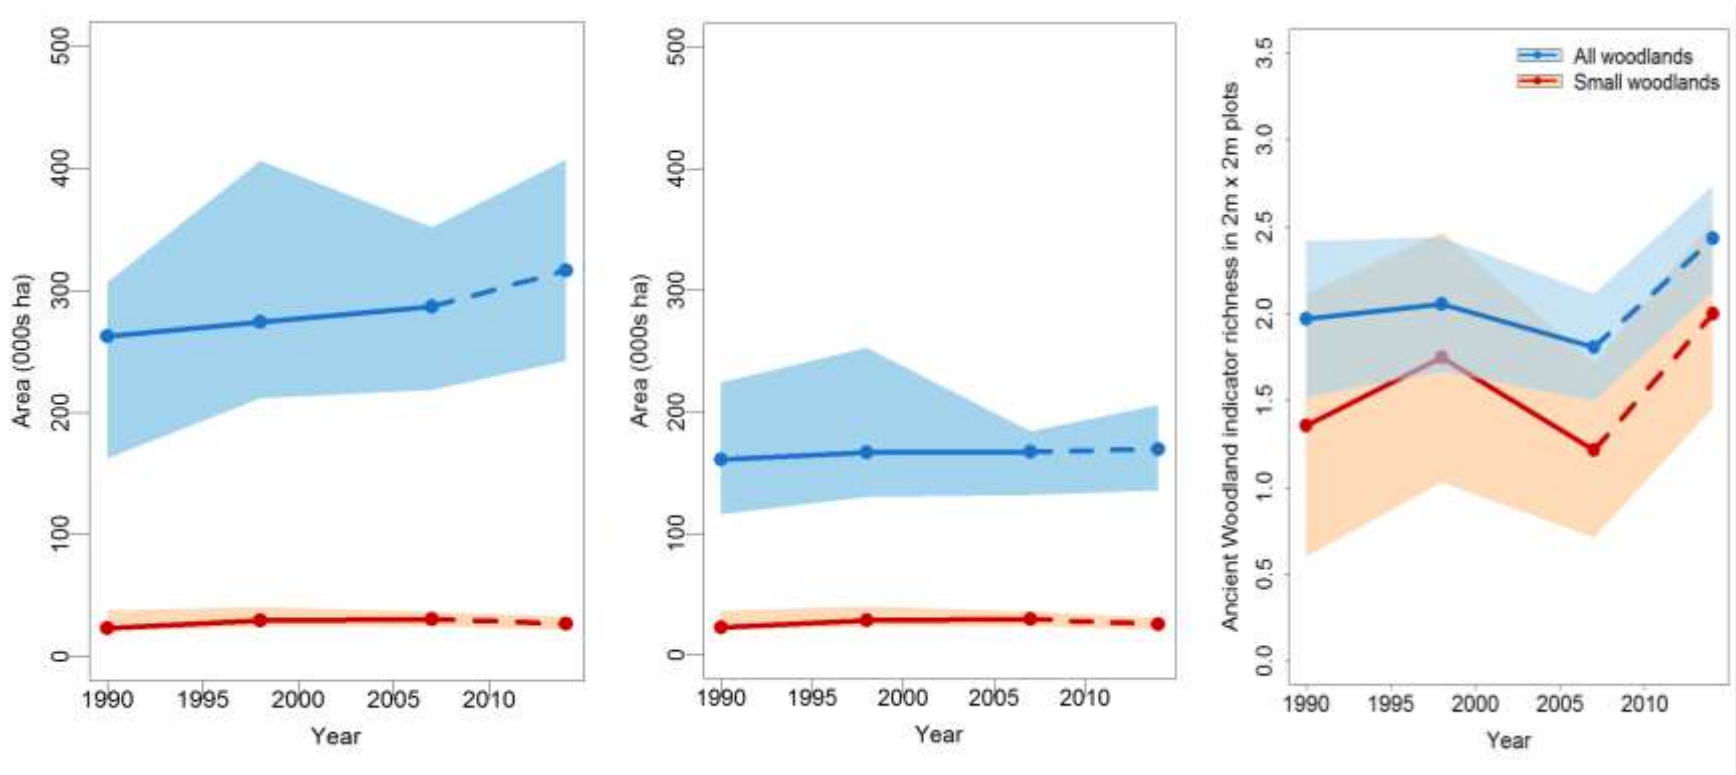 Area (000s ha)
500
400
300
200
100
0
1990 1995 2000 2005 2010
Year
Area (000s ha)
500
400
300
200
100
0
1990 1995 2000 2005 2010
Year
Ancient Woodland indicator richness in 2m x 2m plots
3.5
3.0
2.5
2.0
1.5
1.0
0.5
0.0
All woodlands
Small woodlands
1990 1995 2000 2005 2010
Year